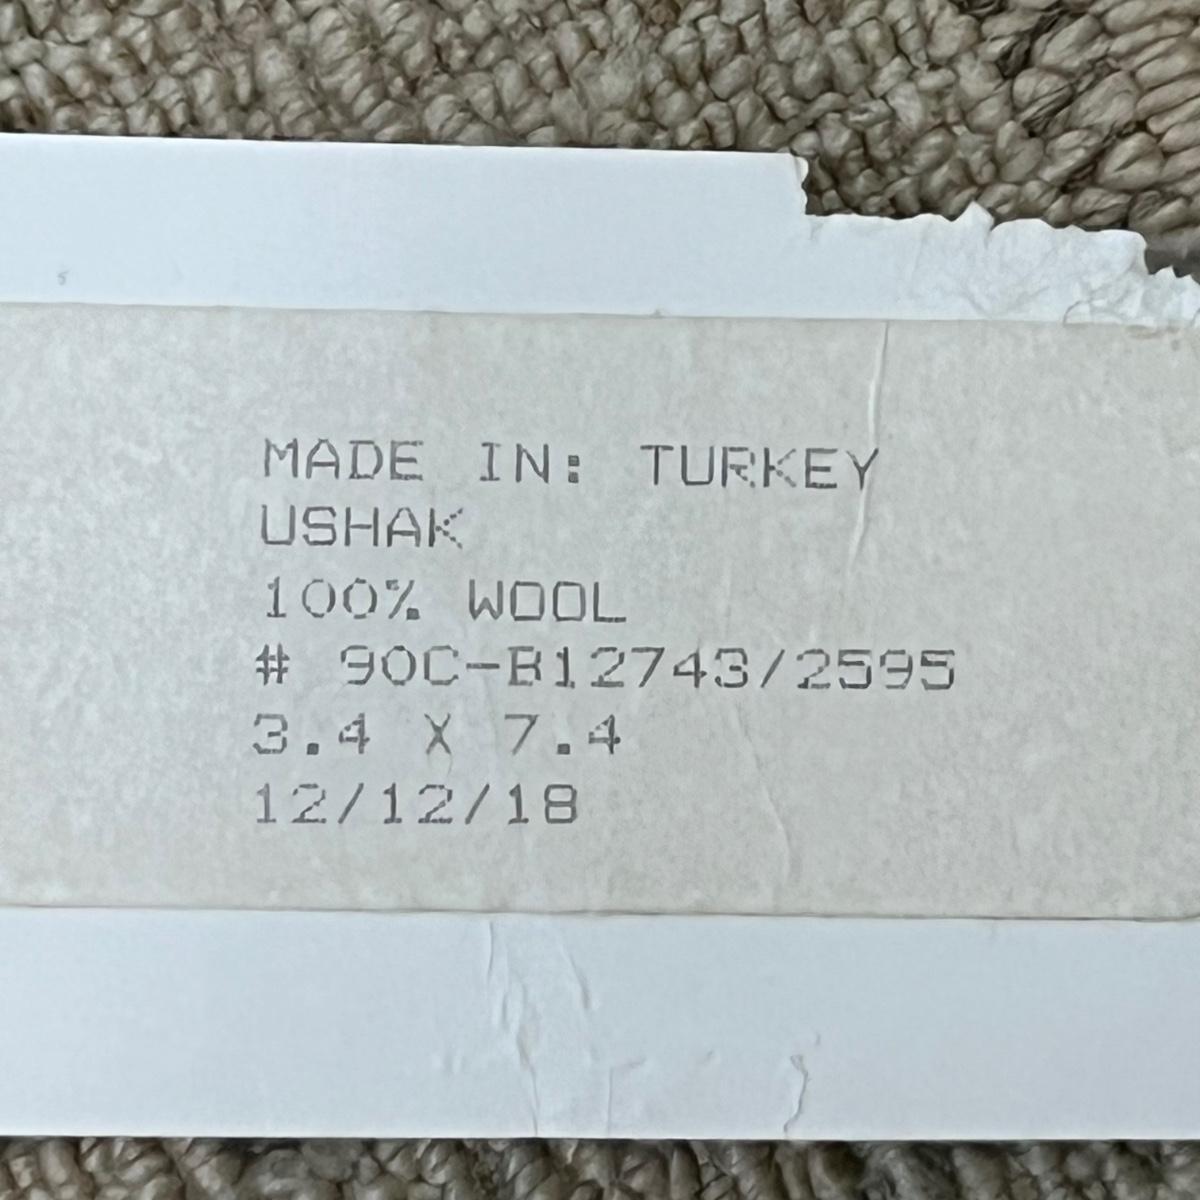 MADE IN: TURKEY
USHAK
100% WOOL
# 90C-B12743/2595
3.4 X 7.4
12/12/18